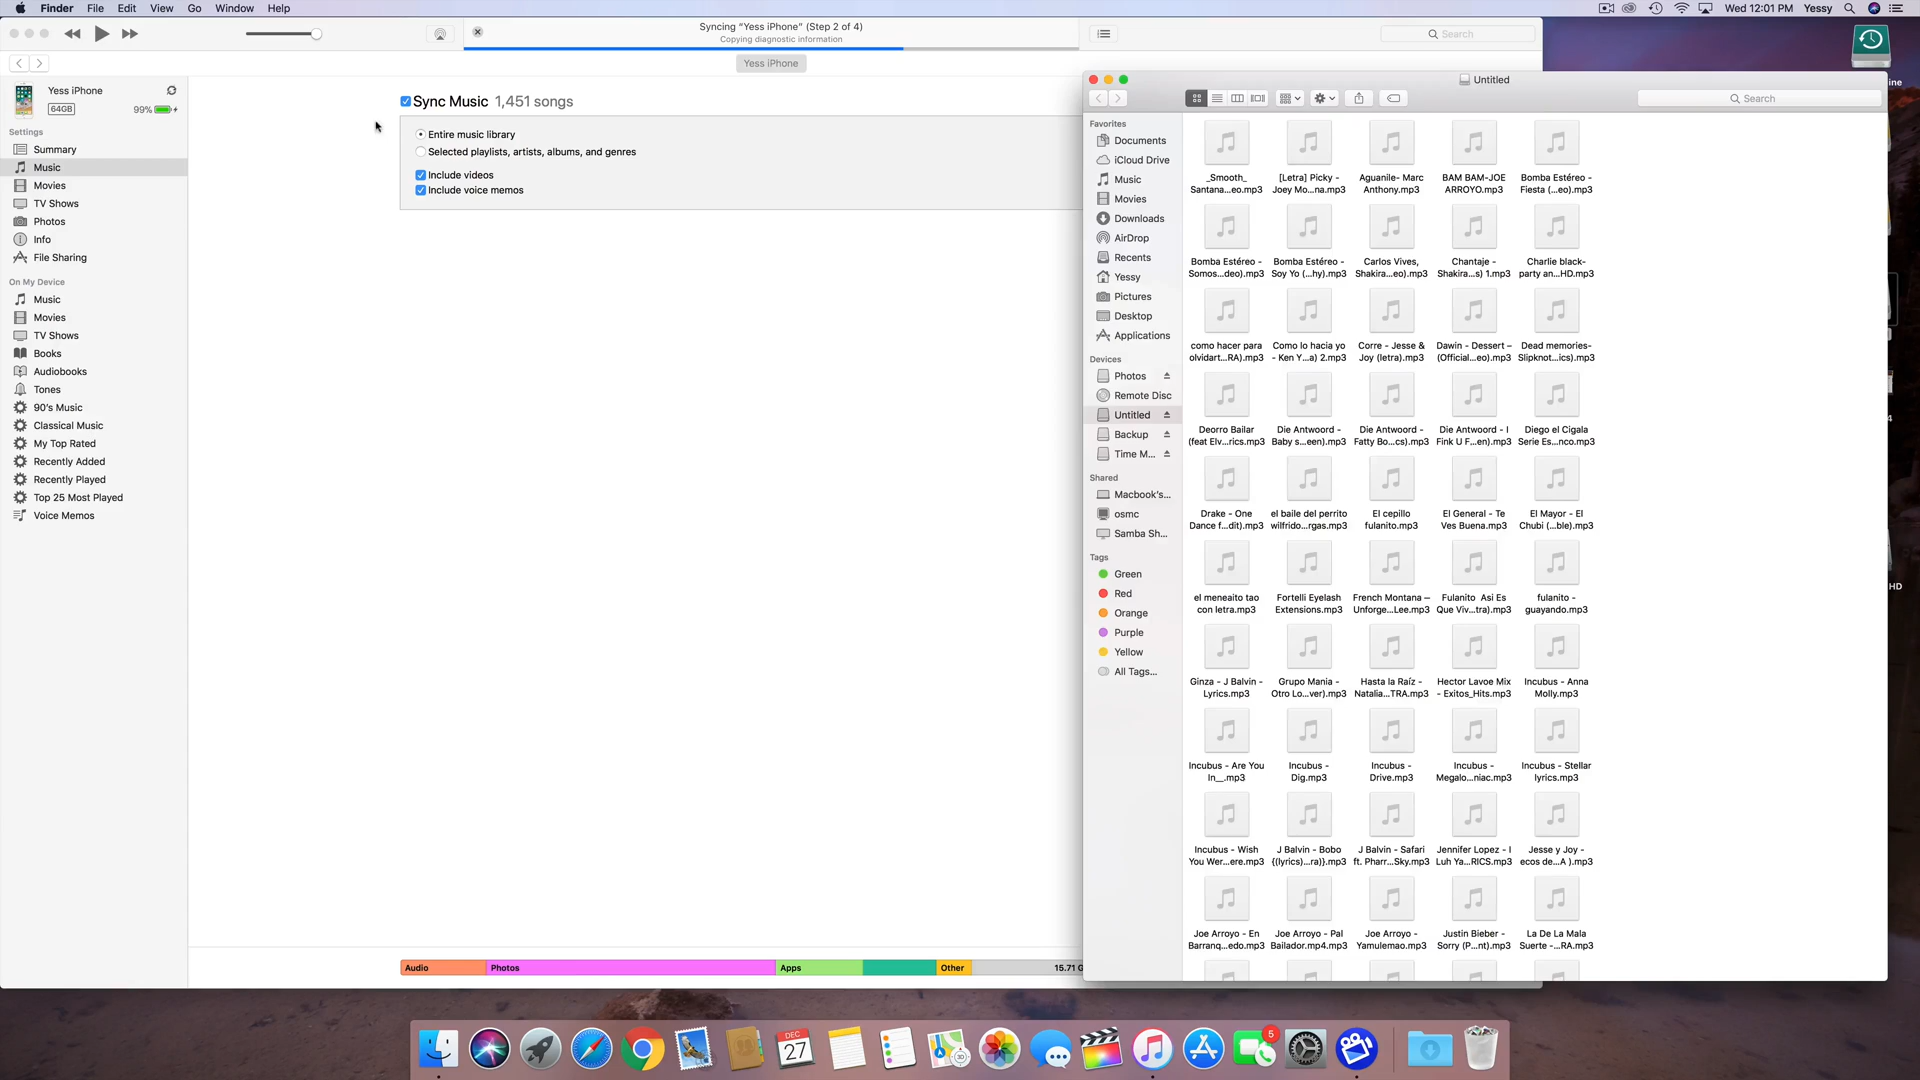 Finder File Edit View Go Window Help
Wed 12:01 PM Yessy
Syncing “Yess iPhone” (Step 2 of 4)
Copying diagnostic information
Search
Yess iPhone
Yess iPhone
64GB
99%
Settings
Summary
Music
Movies
TV Shows
Photos
Info
File Sharing
On My Device
Music
Movies
TV Shows
Books
Audiobooks
Tones
90’s Music
Classical Music
My Top Rated
Recently Added
Recently Played
Top 25 Most Played
Voice Memos
Sync Music 1,451 songs
Entire music library
Selected playlists, artists, albums, and genres
Include videos
Include voice memos
Audio Photos Apps Other 15.71 G
Untitled
Search
Favorites
Documents
iCloud Drive
Music
Movies
Downloads
AirDrop
Recents
Yessy
Pictures
Desktop
Applications
Devices
Photos
Remote Disc
Untitled
Backup
Time M...
Shared
Macbook's...
osmc
Samba Sh...
Tags
Green
Red
Orange
Purple
Yellow
All Tags...
_Smooth_ [Letra] Picky - Aguanile- Marc BAM BAM-JOE Bomba Estéreo -
Santana...eo).mp3 Joey Mo...na.mp3 Anthony.mp3 ARROYO.mp3 Fiesta (...eo).mp3
Bomba Estéreo - Bomba Estéreo - Carlos Vives, Chantaje - Charlie black-
Somos...deo).mp3 Soy Yo (...hy).mp3 Shakira...eo).mp3 Shakira...s) 1.mp3 party an...HD.mp3
como hacer para Como lo hacia yo Corre - Jesse & Dawin - Dessert – Dead memories-
olvidart...RA).mp3 - Ken Y...a) 2.mp3 Joy (letra).mp3 (Official...eo).mp3 Slipknot...ics).mp3
Deorro Bailar Die Antwoord - Die Antwoord - Die Antwoord - I Diego el Cigala
(feat Elv...rics.mp3 Baby s...een).mp3 Fatty Bo...cs).mp3 Fink U F...en).mp3 Serie Es...nco.mp3
Drake - One el baile del perrito El cepillo El General - Te El Mayor - El
Dance f...dit).mp3 wilfrido...rgas.mp3 fulanito.mp3 Ves Buena.mp3 Chubi (...ble).mp3
el meneaito tao Fortelli Eyelash French Montana – Fulanito Asi Es fulanito -
con letra.mp3 Extensions.mp3 Unforge...Lee.mp3 Que Viv...tra).mp3 guayando.mp3
Ginza - J Balvin - Grupo Mania - Hasta la Raíz - Hector Lavoe Mix Incubus - Anna
Lyrics.mp3 Otro Lo...ver).mp3 Natalia...TRA.mp3 - Exitos_Hits.mp3 Molly.mp3
Incubus - Are You Incubus - Incubus - Incubus - Incubus - Stellar
In__.mp3 Dig.mp3 Drive.mp3 Megalo...niac.mp3 lyrics.mp3
Incubus - Wish J Balvin - Bobo J Balvin - Safari Jennifer Lopez - I Jesse y Joy -
You Wer...ere.mp3 {(lyrics)...ra)}.mp3 ft. Pharr...Sky.mp3 Luh Ya...RICS.mp3 ecos de...A ).mp3
Joe Arroyo - En Joe Arroyo - Pal Joe Arroyo - Justin Bieber - La De La Mala
Barranq...edo.mp3 Bailador.mp4.mp3 Yamulemao.mp3 Sorry (P...nt).mp3 Suerte -...RA.mp3
ine
4
HD
DEC
27
3D
5